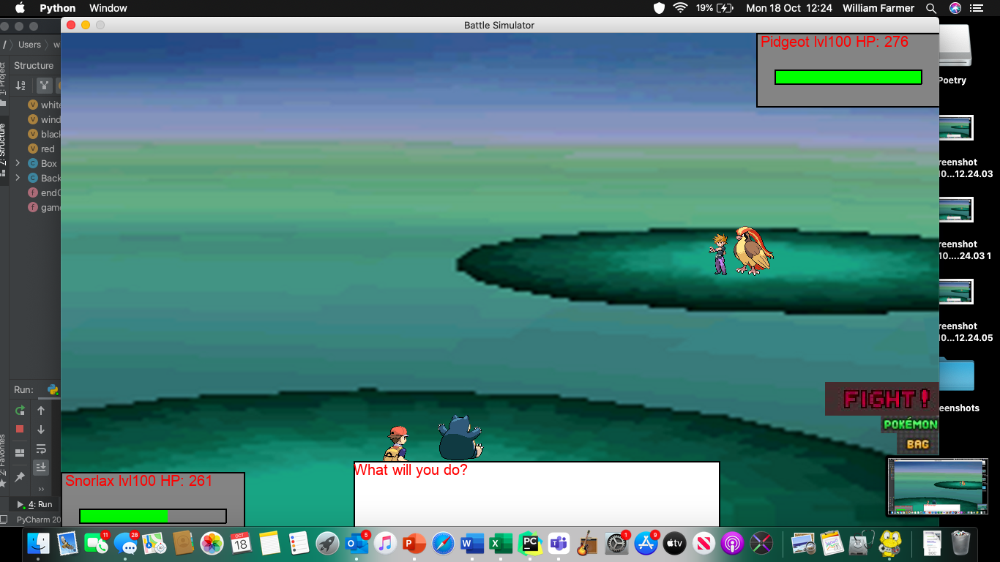 Python Window 19% Mon 18 Oct 12:24 William Farmer
Battle Simulator
/ Users w
Structure
1: Project
2: Structure
white
wind
black
red
Box
Back
end
game
Pidgeot lvl100 HP: 276
Poetry
reenshot
10...12.24.03
reenshot
10....24.03 1
reenshot
10...12.24.05
eenshots
FIGHT!
POKÉMON
BAG
What will you do?
Snorlax lvl100 HP: 261
Run:
2: Favorites
4: Run
PyCharm 20
11
28
OCT
18
5
1
9
PC
tv
DOC